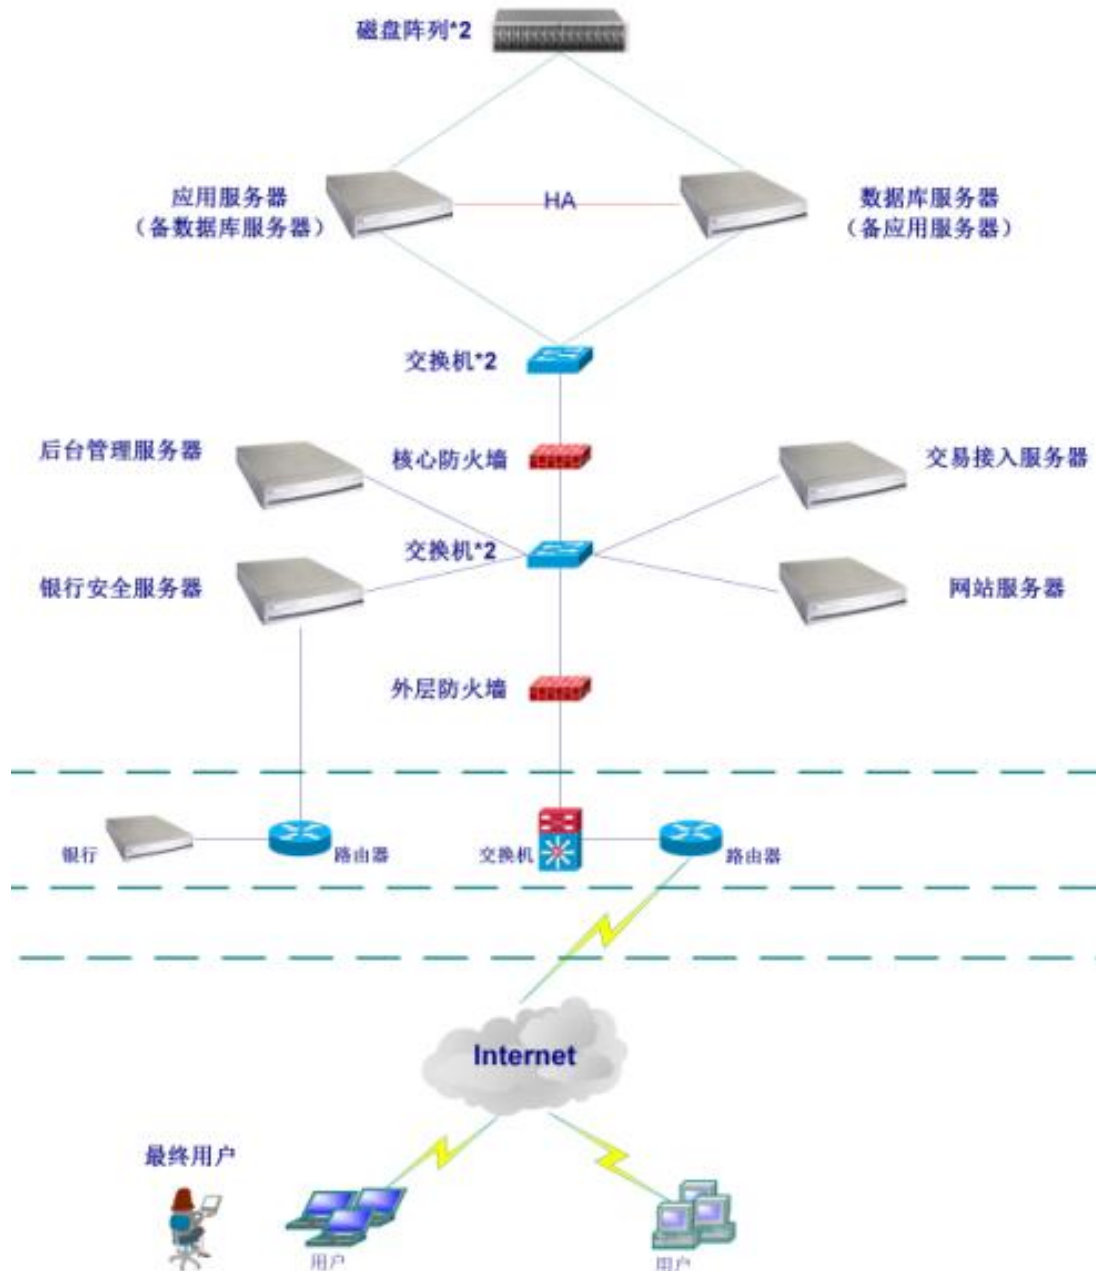 磁盘阵列*2
应用服务器
（备数据库服务器）
HA
数据库服务器
（备应用服务器）
交换机*2
后台管理服务器
核心防火墙
交易接入服务器
交换机*2
银行安全服务器
网站服务器
外层防火墙
银行
路由器
交换机
路由器
Internet
最终用户
用户
用户